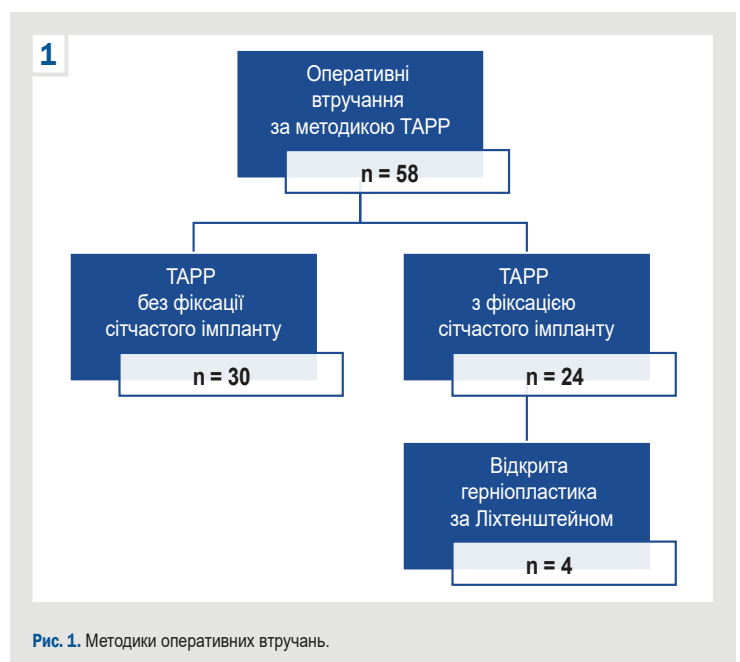 1
Оперативні
втручання
за методикою ТАРР
n = 58
ТАРР
без фіксації
сітчастого імпланту
n = 30
ТАРР
з фіксацією
сітчастого імпланту
n = 24
Відкрита
герніопластика
за Ліхтенштейном
n = 4
Рис. 1. Методики оперативних втручань.